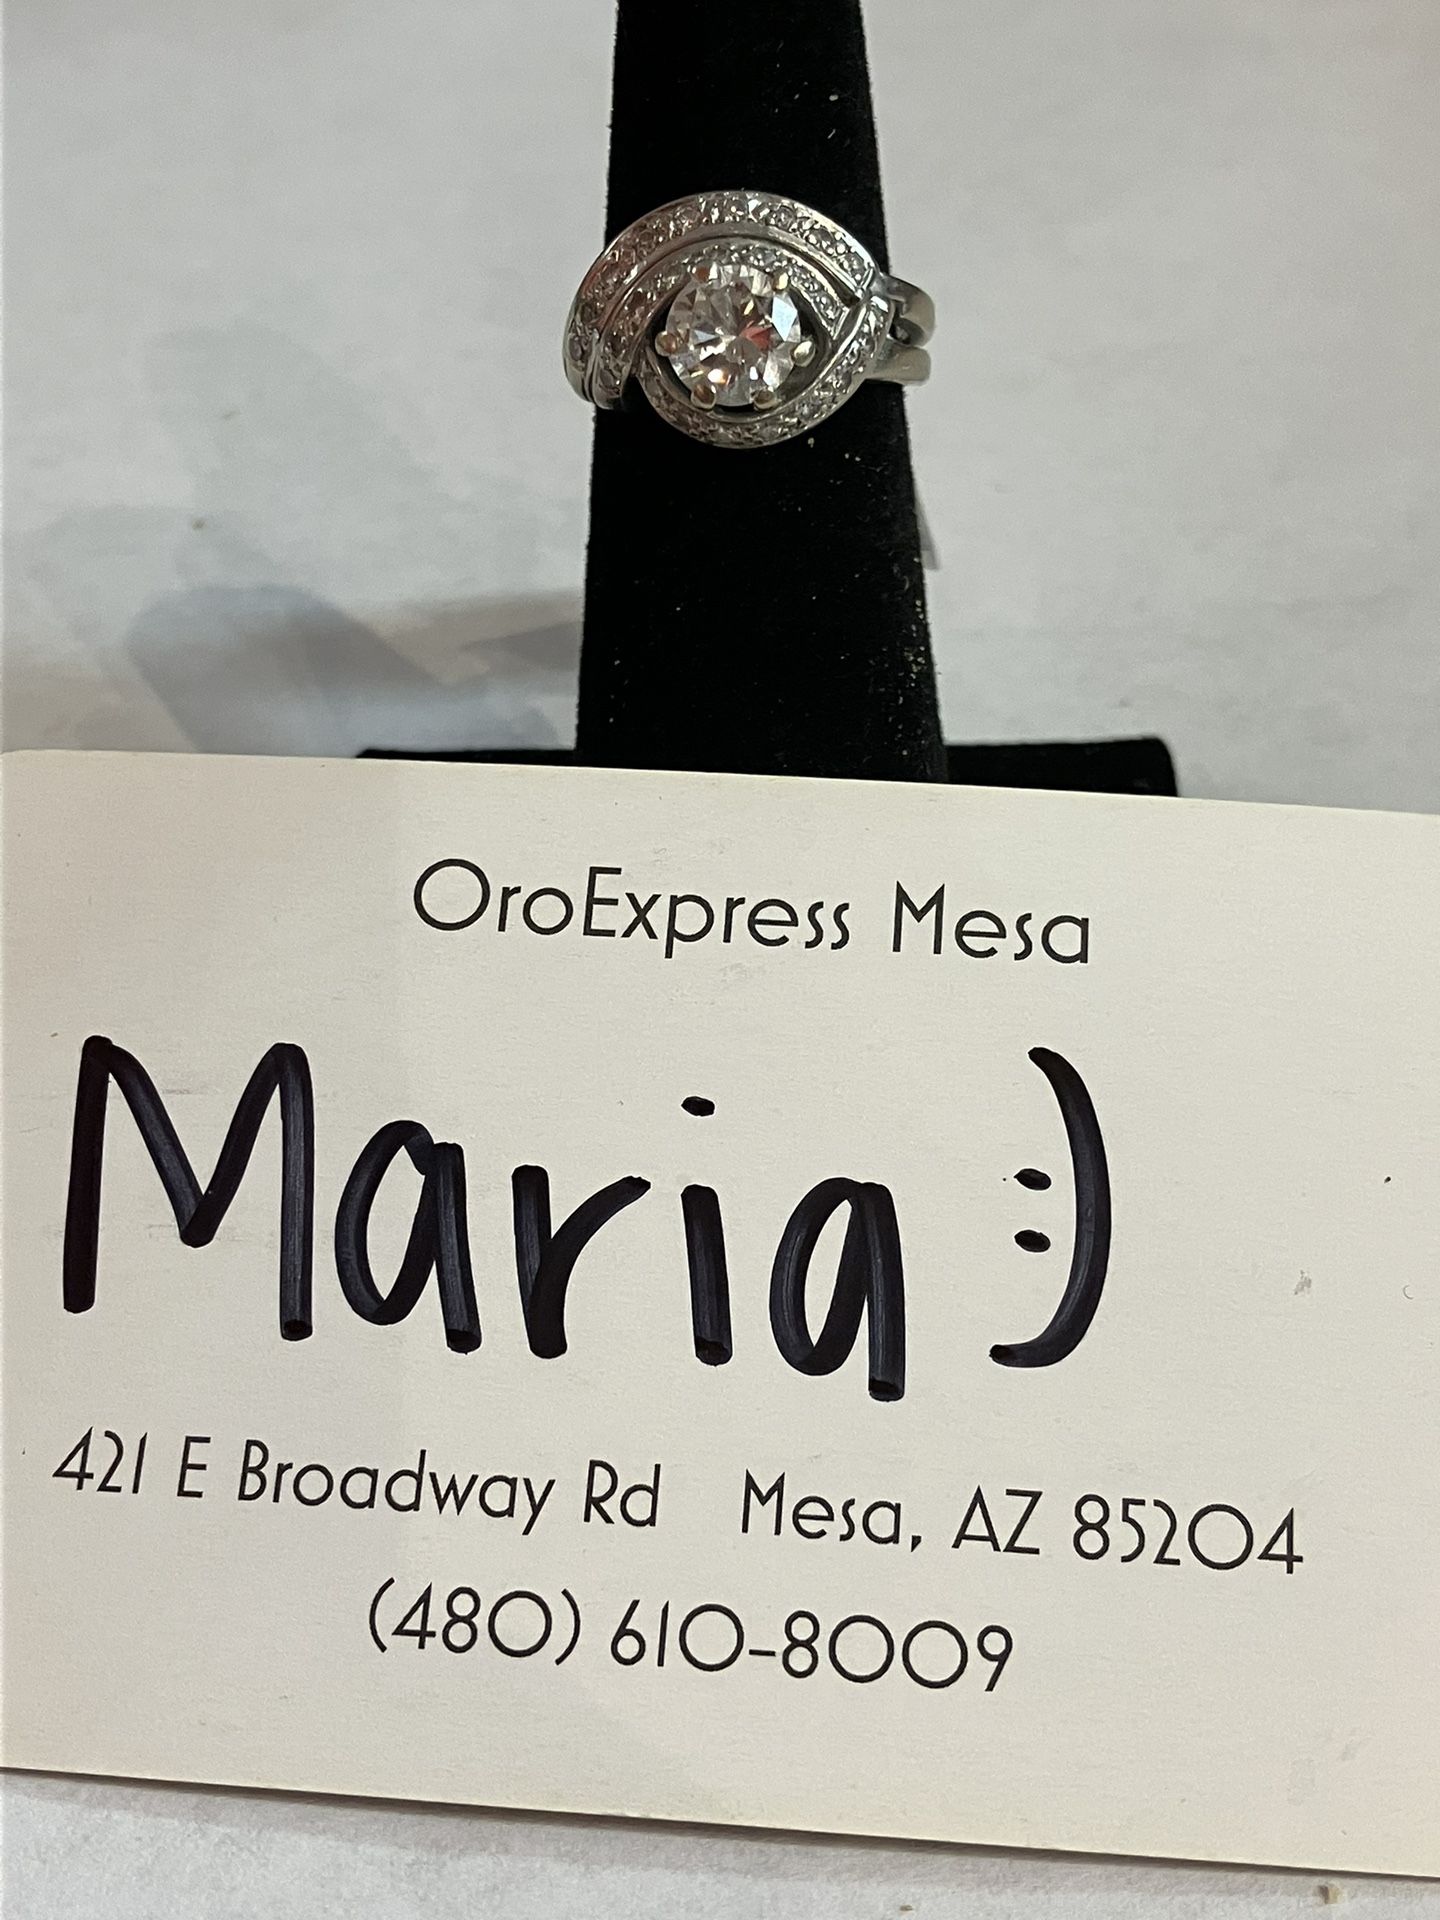 OroExpress Mesa
Maria :)
421 E Broadway Rd Mesa, AZ 85204
(480) 610-8009